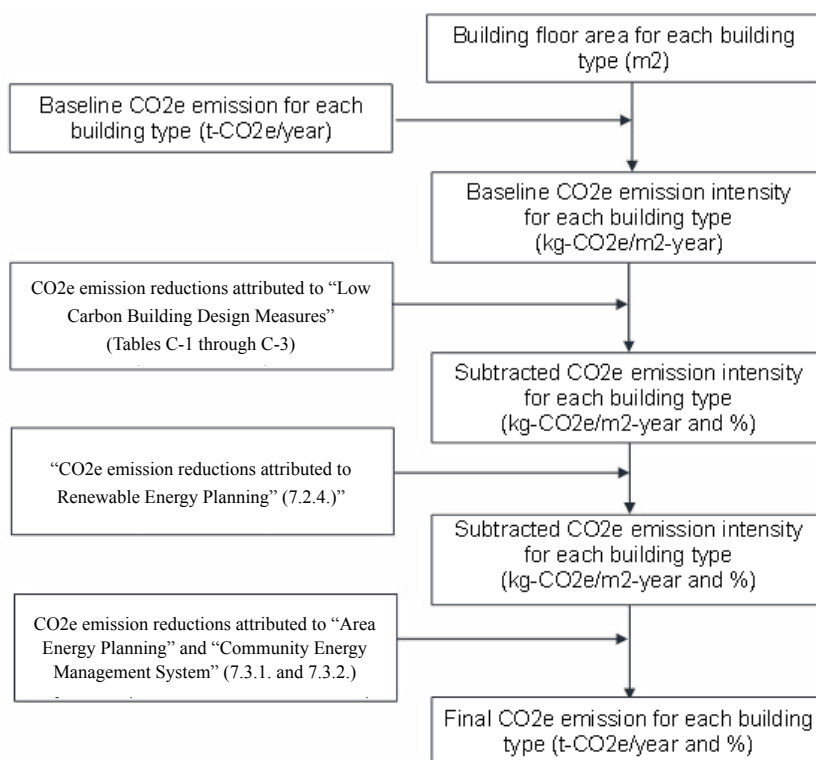 Building floor area for each building
type (m2)
Baseline CO2e emission for each
building type (t-CO2e/year)
Baseline CO2e emission intensity
for each building type
(kg-CO2e/m2-year)
CO2e emission reductions attributed to “Low
Carbon Building Design Measures”
(Tables C-1 through C-3)
Subtracted CO2e emission intensity
for each building type
(kg-CO2e/m2-year and %)
“CO2e emission reductions attributed to
Renewable Energy Planning” (7.2.4.)”
Subtracted CO2e emission intensity
for each building type
(kg-CO2e/m2-year and %)
CO2e emission reductions attributed to “Area
Energy Planning” and “Community Energy
Management System” (7.3.1. and 7.3.2.)
Final CO2e emission for each building
type (t-CO2e/year and %)